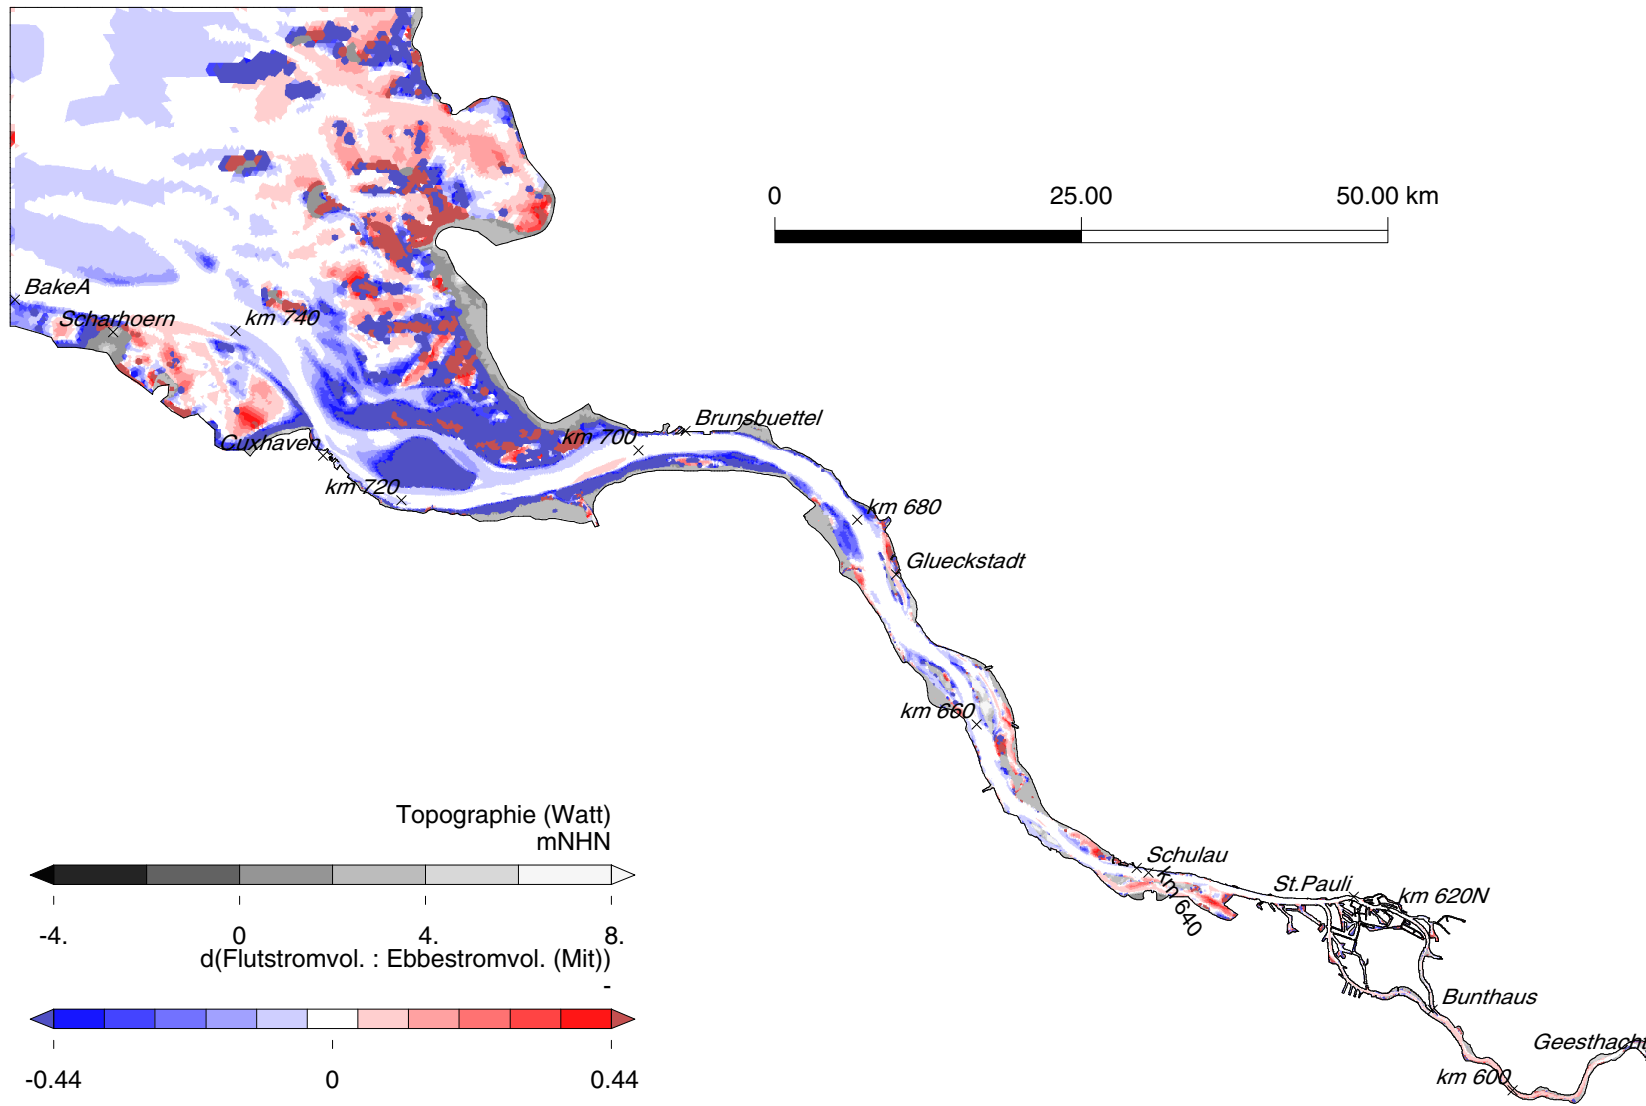 0 25.00 50.00 km
BakeA
Scharhoern
km 740
Brunsbuettel
km 700
Cuxhaven
km 720
km 680
Glueckstadt
km 660
Topographie (Watt)
mNHN
-4. 0 4. 8.
d(Flutstromvol. : Ebbestromvol. (Mit))
-
-0.44 0 0.44
Schulau
km 640
St.Pauli
km 620N
Bunthaus
Geesthacht
km 600